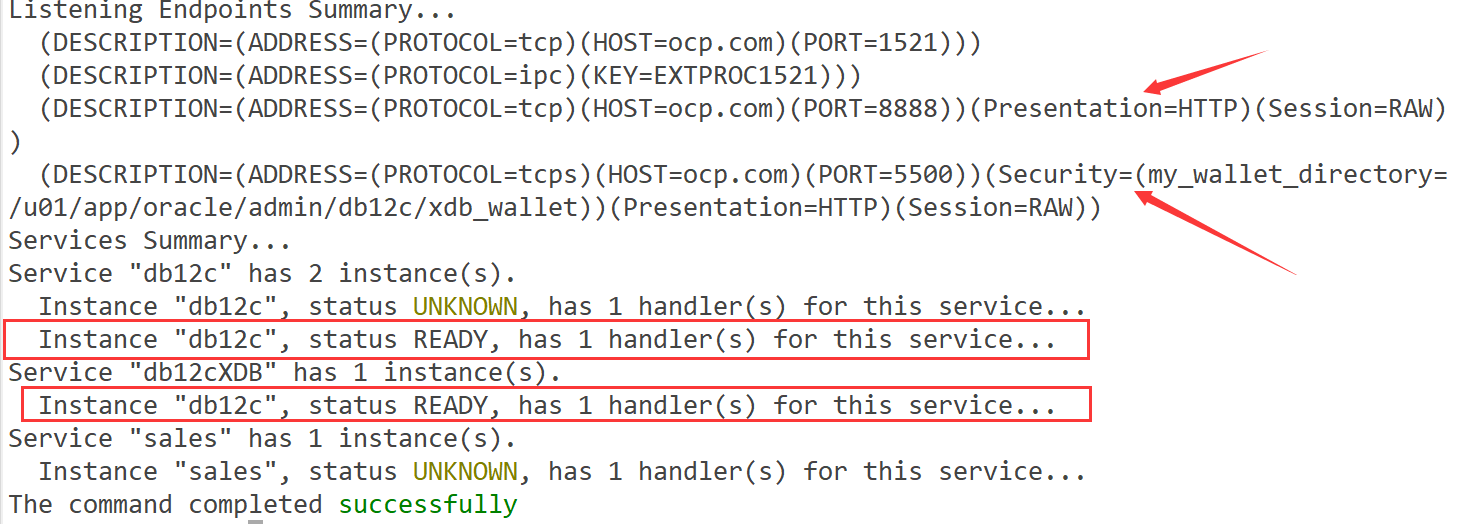 Listening Endpoints Summary...
  (DESCRIPTION=(ADDRESS=(PROTOCOL=tcp)(HOST=ocp.com)(PORT=1521)))
  (DESCRIPTION=(ADDRESS=(PROTOCOL=ipc)(KEY=EXTPROC1521)))
  (DESCRIPTION=(ADDRESS=(PROTOCOL=tcp)(HOST=ocp.com)(PORT=8888))(Presentation=HTTP)(Session=RAW)
)
  (DESCRIPTION=(ADDRESS=(PROTOCOL=tcps)(HOST=ocp.com)(PORT=5500))(Security=(my_wallet_directory=
/u01/app/oracle/admin/db12c/xdb_wallet))(Presentation=HTTP)(Session=RAW))
Services Summary...
Service "db12c" has 2 instance(s).
  Instance "db12c", status UNKNOWN, has 1 handler(s) for this service...
  Instance "db12c", status READY, has 1 handler(s) for this service...
Service "db12cXDB" has 1 instance(s).
  Instance "db12c", status READY, has 1 handler(s) for this service...
Service "sales" has 1 instance(s).
  Instance "sales", status UNKNOWN, has 1 handler(s) for this service...
The command completed successfully